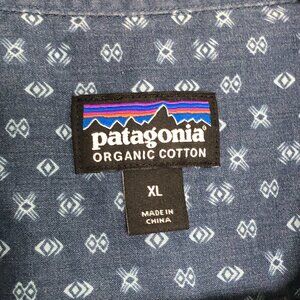 patagonia®
ORGANIC COTTON
XL
MADE IN
CHINA